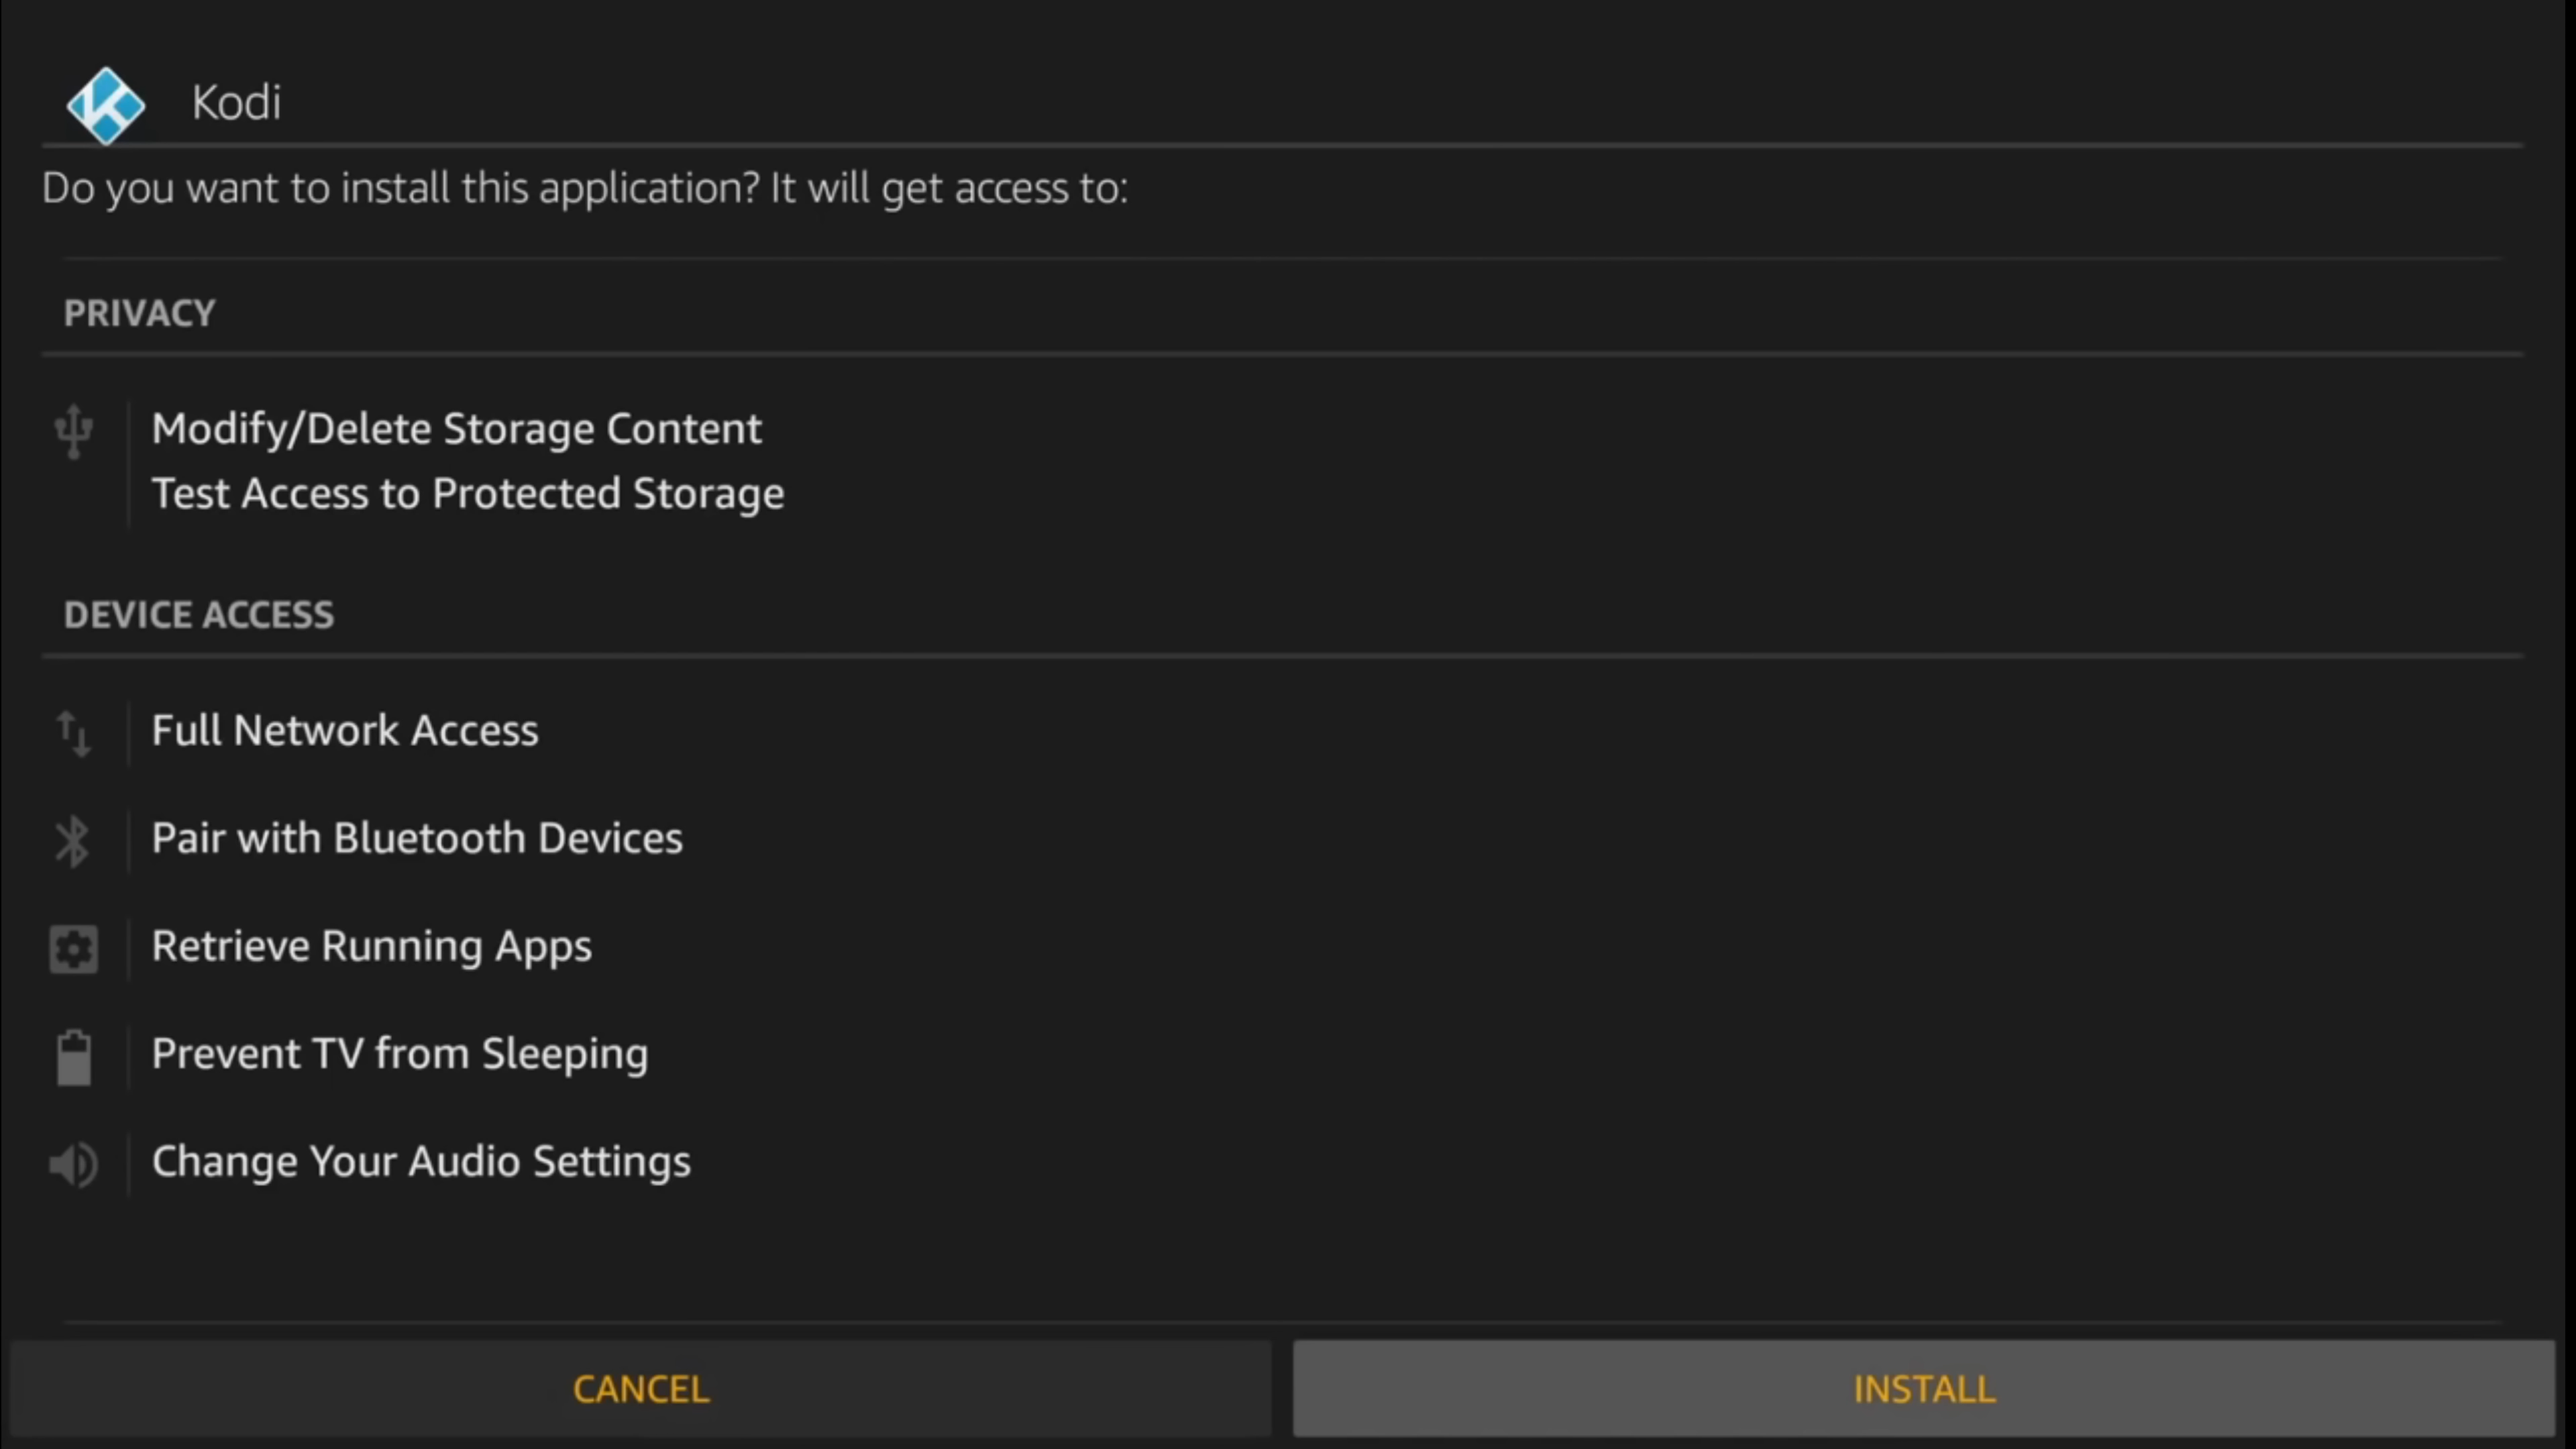 Kodi
Do you want to install this application? It will get access to:
PRIVACY
Modify/Delete Storage Content
Test Access to Protected Storage
DEVICE ACCESS
Full Network Access
Pair with Bluetooth Devices
Retrieve Running Apps
Prevent TV from Sleeping
Change Your Audio Settings
CANCEL
INSTALL